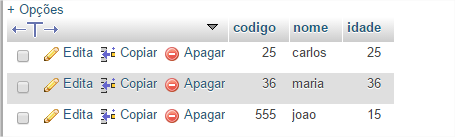 + Opções
codigo nome idade
Edita Copiar Apagar 25 carlos 25
Edita Copiar Apagar 36 maria 36
Edita Copiar Apagar 555 joao 15